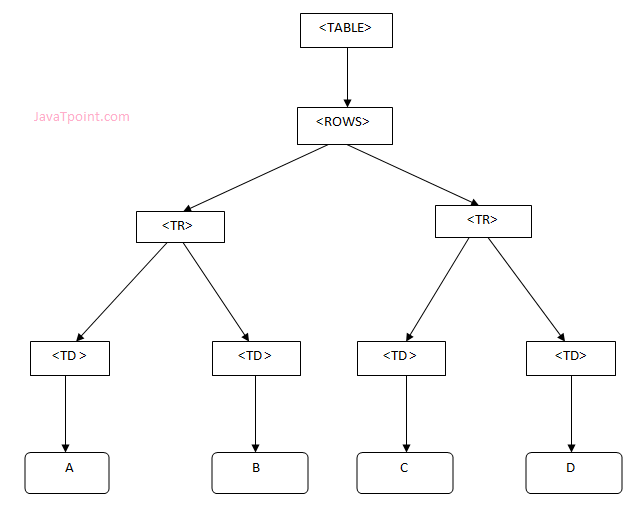 <TABLE>
JavaTpoint.com
<ROWS>
<TR>
<TR>
<TD >
<TD >
<TD >
<TD>
A
B
C
D